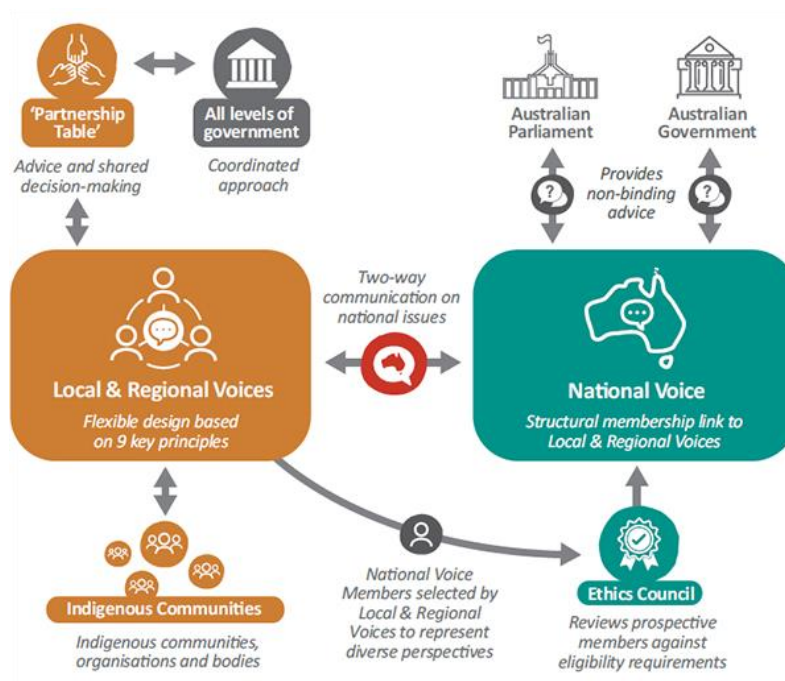 'Partnership
Table'
Advice and shared
decision-making
All levels of
government
Coordinated
approach
Australian
Parliament
Australian
Government
Provides
non-binding
advice
?
?
Local & Regional Voices
Flexible design based
on 9 key principles
Two-way
communication on
national issues
National Voice
Structural membership link to
Local & Regional Voices
Indigenous Communities
Indigenous communities,
organisations and bodies
National Voice
Members selected by
Local & Regional
Voices to represent
diverse perspectives
Ethics Council
Reviews prospective
members against
eligibility requirements